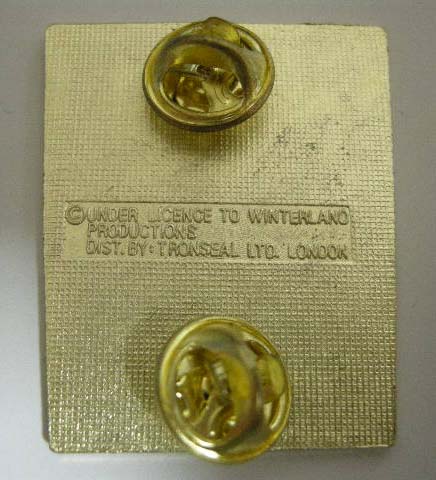 © UNDER LICENCE TO WINTERLAND
PRODUCTIONS
DIST. BY: TRONSEAL LTD. LONDON